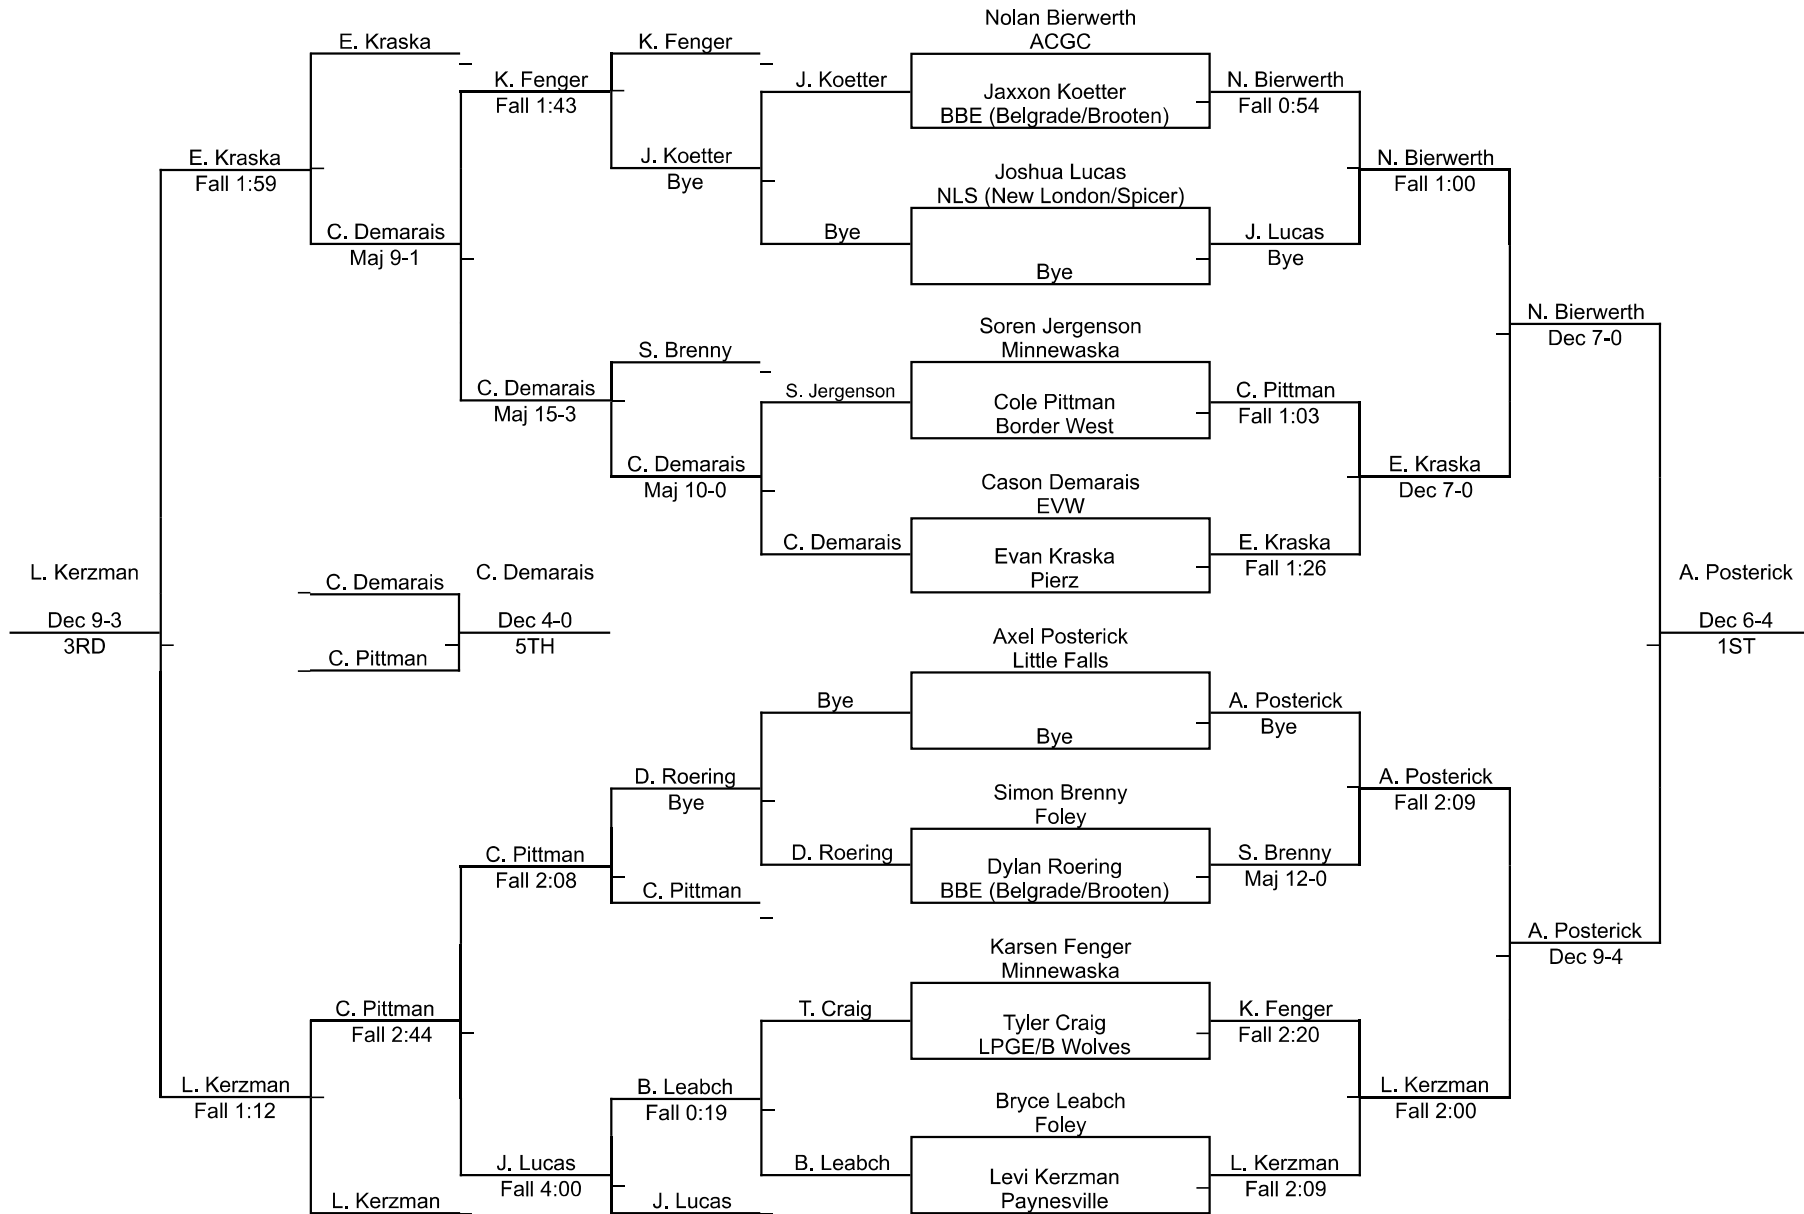 Nolan Bierwerth
ACGC
E. Kraska
K. Fenger
K. Fenger
Fall 1:43
J. Koetter
Jaxxon Koetter
BBE (Belgrade/Brooten)
N. Bierwerth
Fall 0:54
E. Kraska
Fall 1:59
J. Koetter
Bye
Joshua Lucas
NLS (New London/Spicer)
N. Bierwerth
Fall 1:00
C. Demarais
Maj 9-1
Bye
Bye
J. Lucas
Bye
Soren Jergenson
Minnewaska
N. Bierwerth
Dec 7-0
S. Brenny
C. Demarais
Maj 15-3
S. Jergenson
Cole Pittman
Border West
C. Pittman
Fall 1:03
C. Demarais
Maj 10-0
Cason Demarais
EVW
E. Kraska
Dec 7-0
C. Demarais
Evan Kraska
Pierz
E. Kraska
Fall 1:26
L. Kerzman
Dec 9-3
3RD
C. Demarais
C. Pittman
C. Demarais
Dec 4-0
5TH
A. Posterick
Dec 6-4
1ST
Axel Posterick
Little Falls
Bye
Bye
A. Posterick
Bye
D. Roering
Bye
Simon Brenny
Foley
A. Posterick
Fall 2:09
C. Pittman
Fall 2:08
D. Roering
Dylan Roering
BBE (Belgrade/Brooten)
S. Brenny
Maj 12-0
C. Pittman
Karsen Fenger
Minnewaska
A. Posterick
Dec 9-4
C. Pittman
Fall 2:44
T. Craig
Tyler Craig
LPGE/B Wolves
K. Fenger
Fall 2:20
L. Kerzman
Fall 1:12
B. Leabch
Fall 0:19
Bryce Leabch
Foley
L. Kerzman
Fall 2:00
J. Lucas
Fall 4:00
B. Leabch
Levi Kerzman
Paynesville
L. Kerzman
Fall 2:09
L. Kerzman
J. Lucas